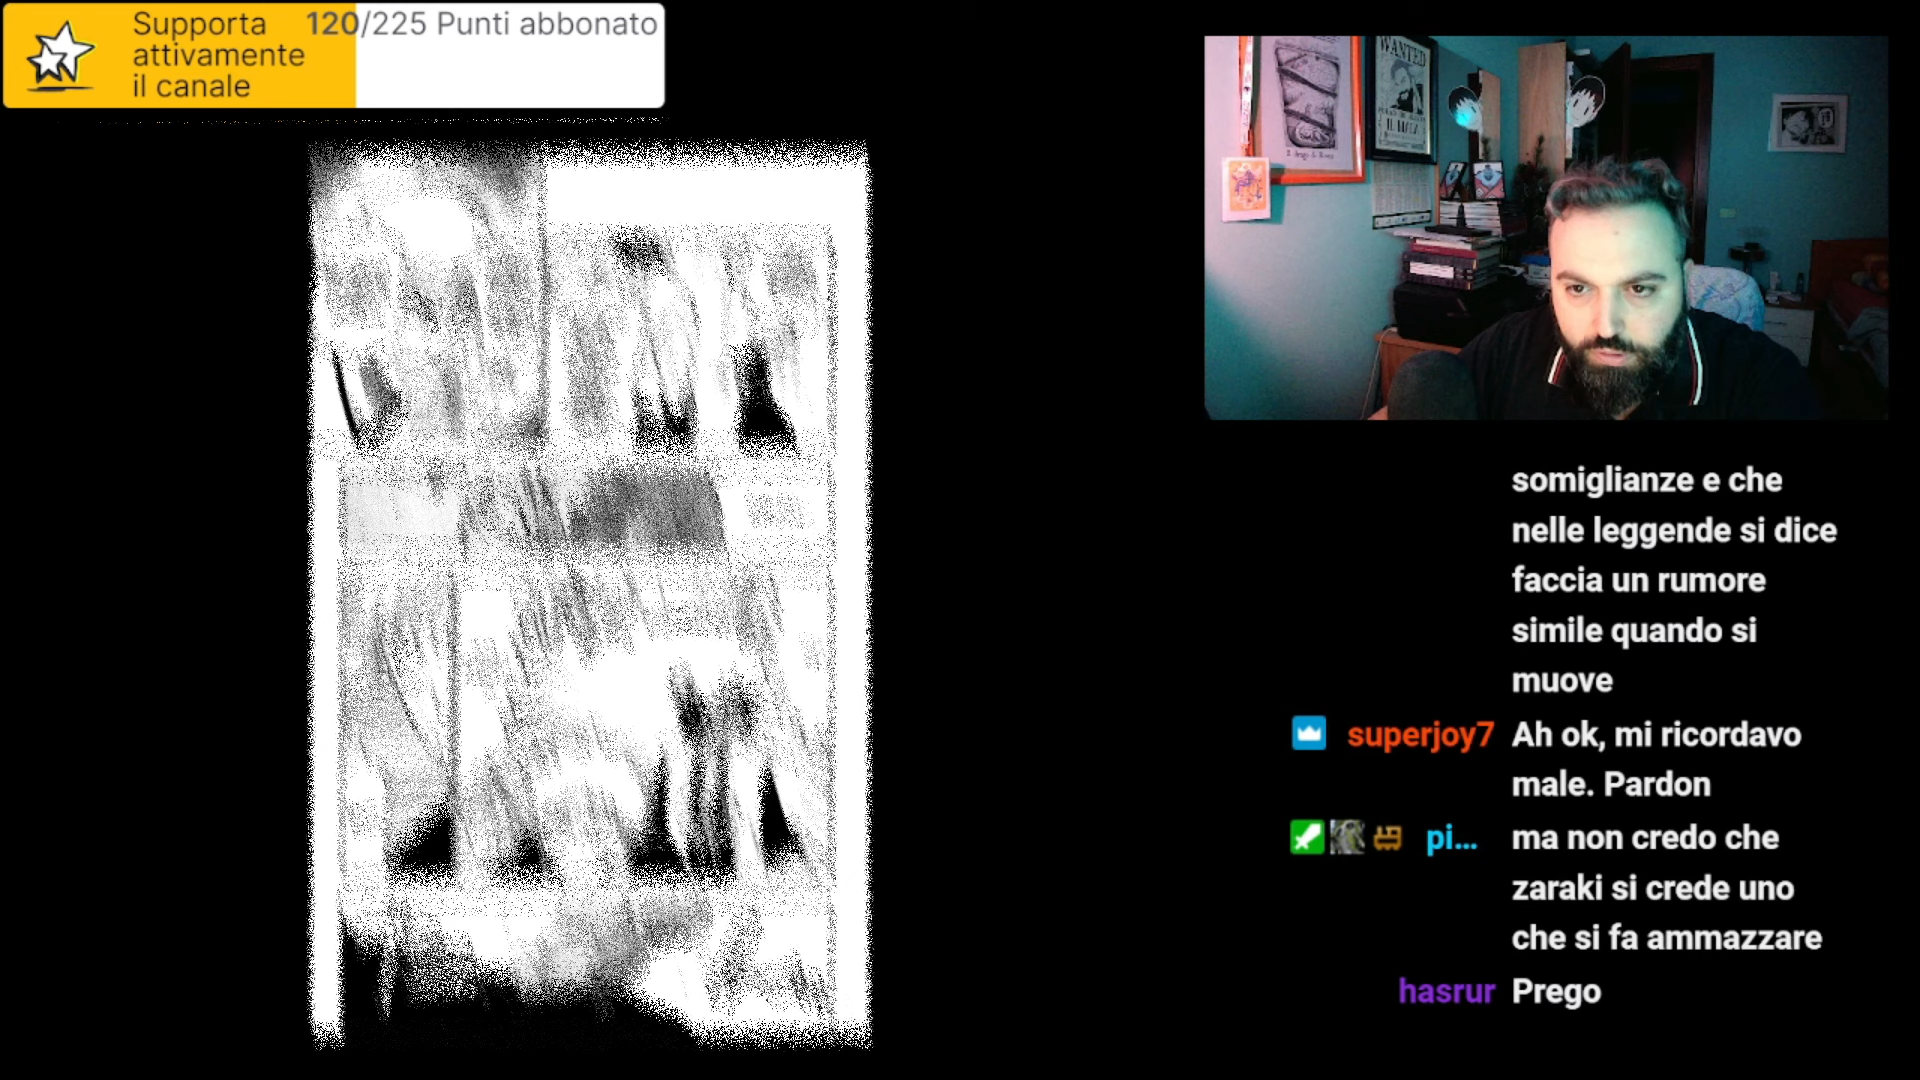 Supporta
attivamente
il canale
120/225 Punti abbonato
WANTED
somiglianze e che
nelle leggende si dice
faccia un rumore
simile quando si
muove
superjoy7 Ah ok, mi ricordavo
male. Pardon
pi... ma non credo che
zaraki si crede uno
che si fa ammazzare
hasrur Prego